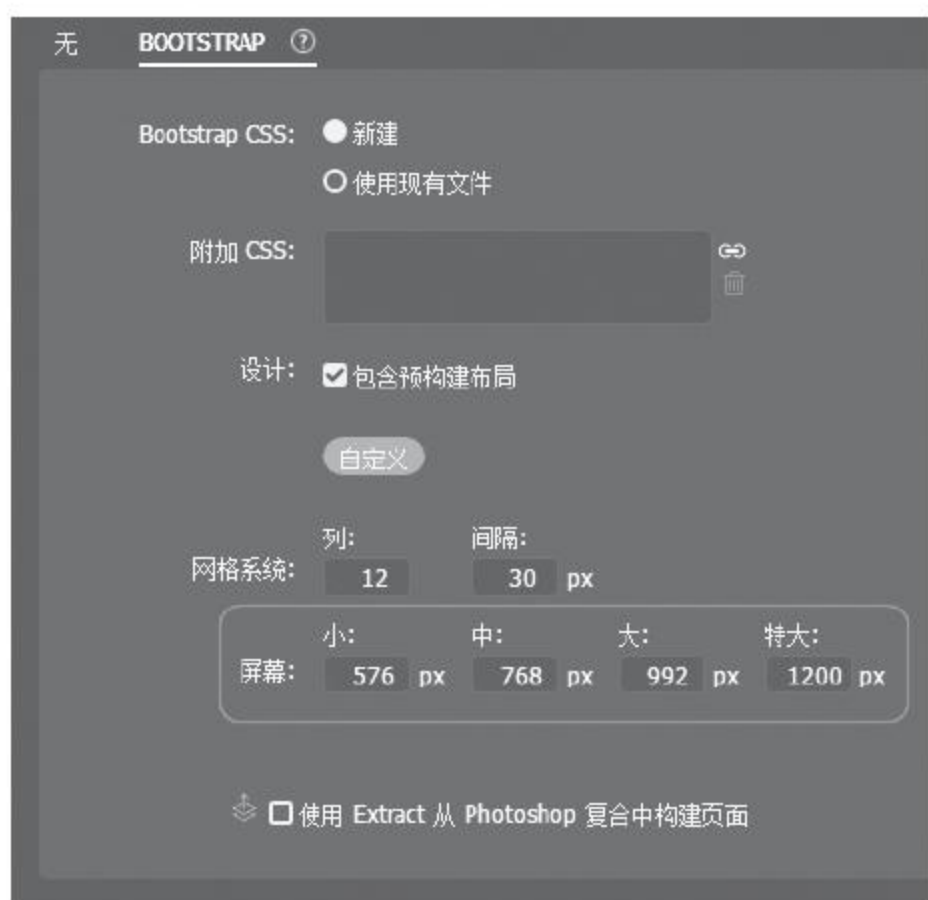 无 BOOTSTRAP ?
Bootstrap CSS: 新建
使用现有文件
附加 CSS:
设计: 包含预构建布局
自定义
列: 间隔:
网格系统: 12 30 px
小: 中: 大: 特大:
屏幕: 576 px 768 px 992 px 1200 px
使用 Extract 从 Photoshop 复合中构建页面